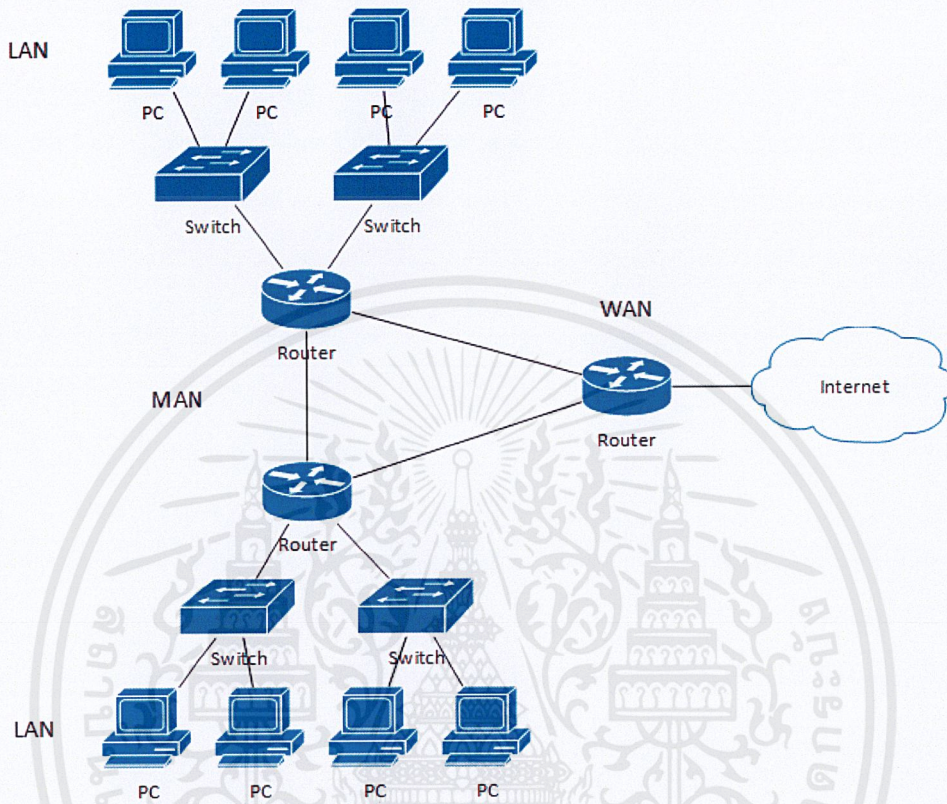 LAN
PC PC PC PC
Switch Switch
Router
WAN
Internet
MAN
Router
Router
Switch Switch
LAN
PC PC PC PC